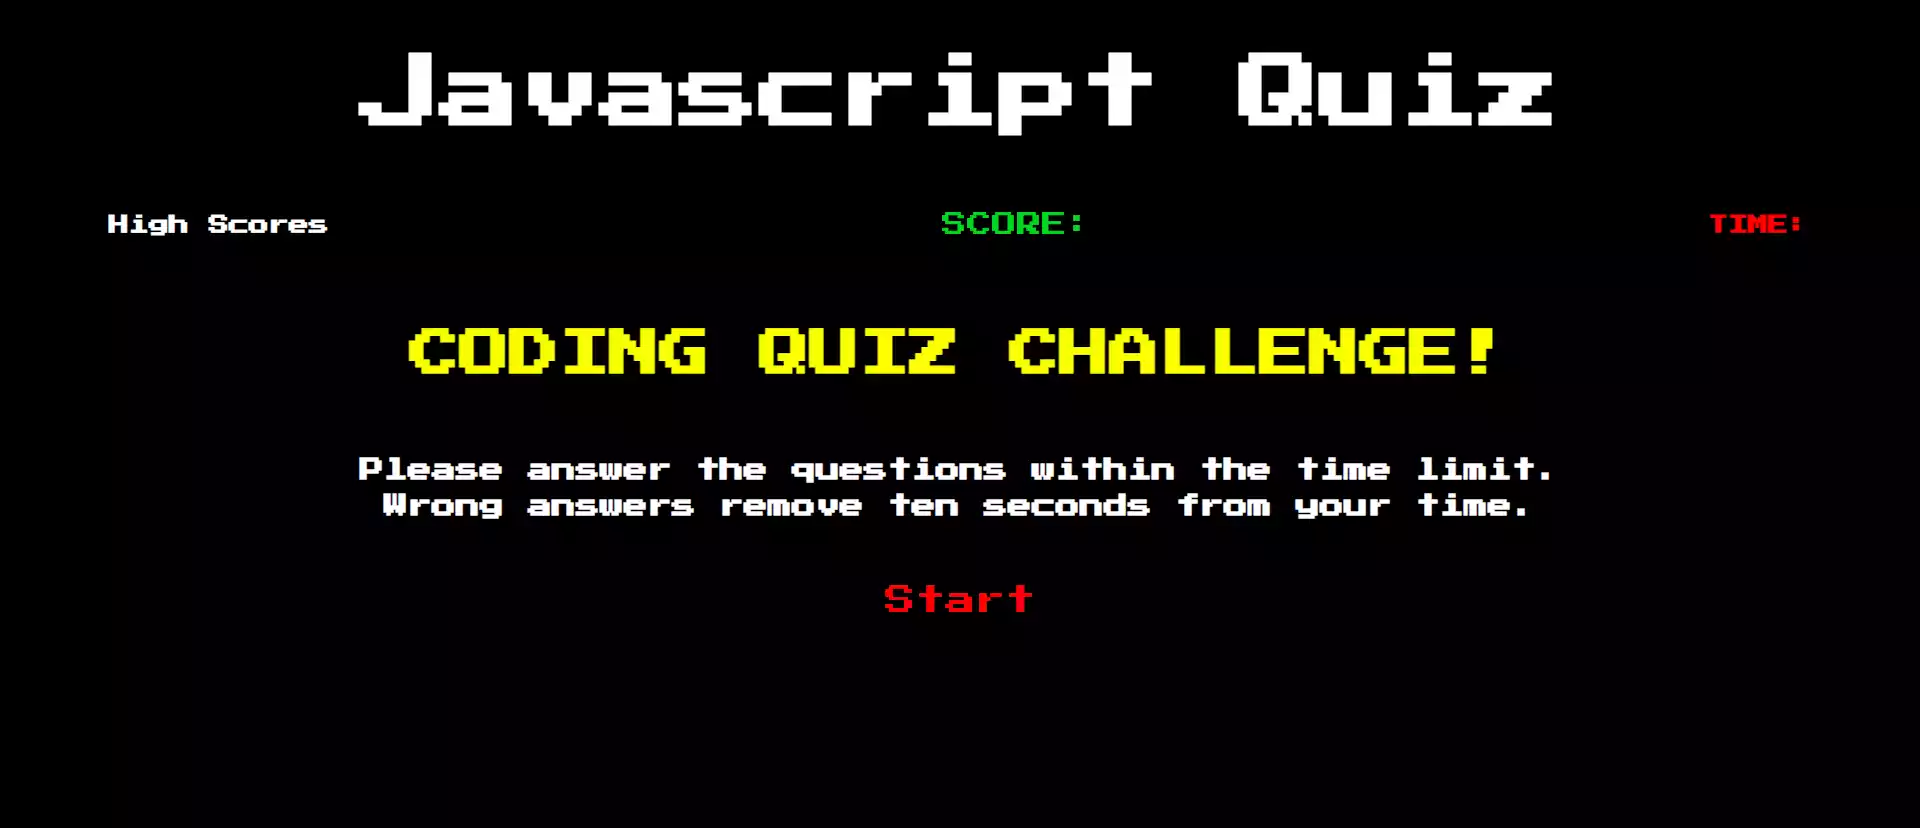 Javascript Quiz
High Scores
SCORE:
TIME:
CODING QUIZ CHALLENGE!
Please answer the questions within the time limit.
Wrong answers remove ten seconds from your time.
Start